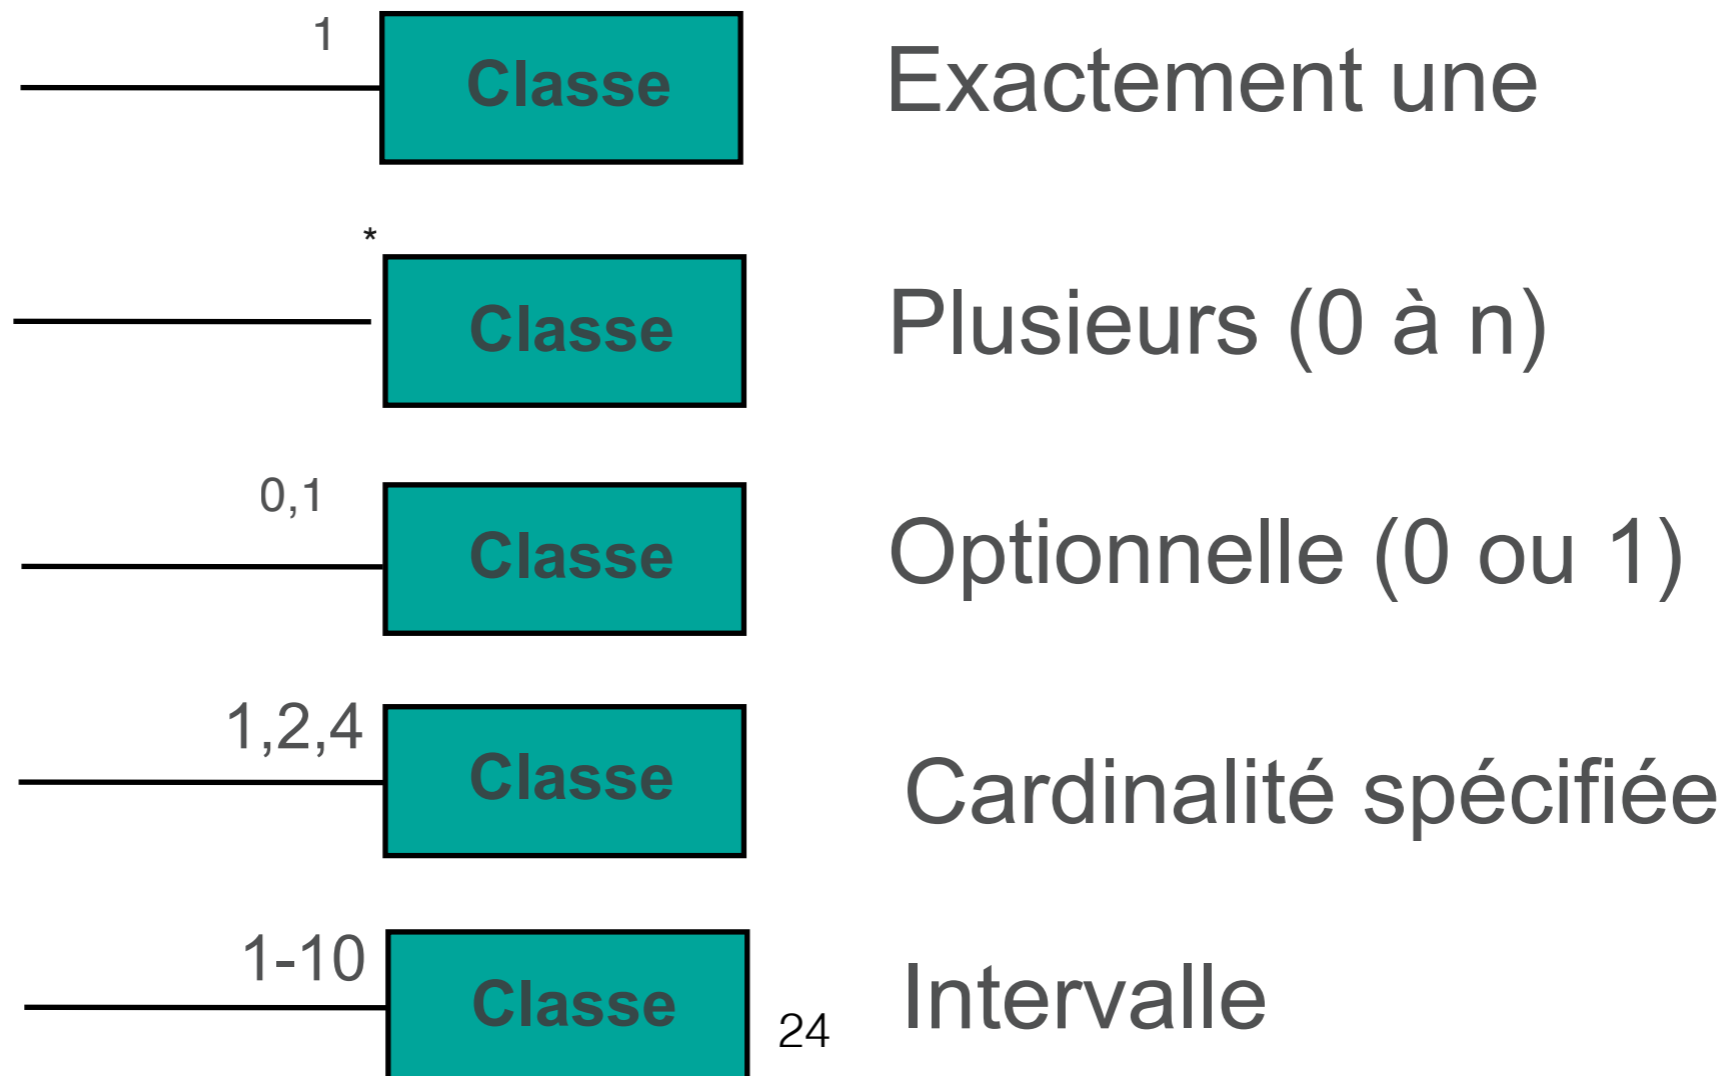 1
Classe
Exactement une
*
Classe
Plusieurs (0 à n)
0,1
Classe
Optionnelle (0 ou 1)
1,2,4
Classe
Cardinalité spécifiée
1-10
Classe
Intervalle
24